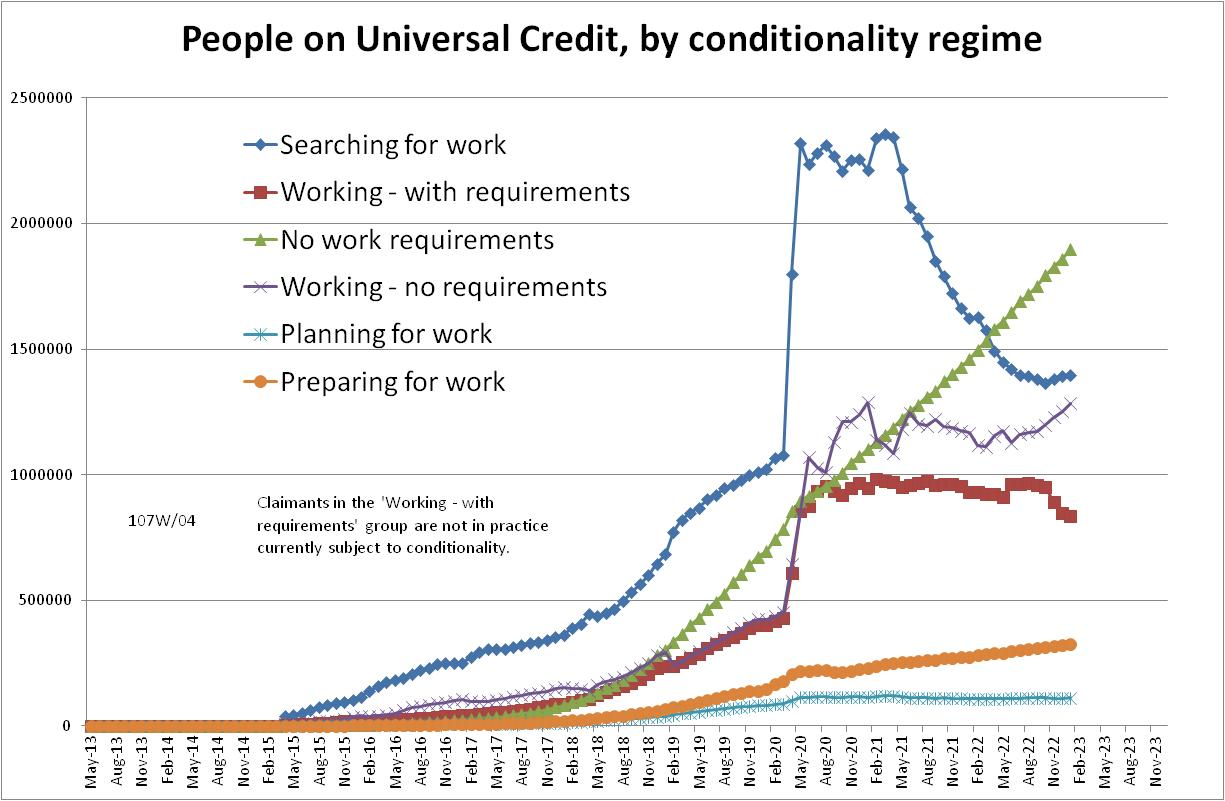 People on Universal Credit, by conditionality regime
2500000
2000000
1500000
1000000
500000
0
Searching for work
Working - with requirements
No work requirements
Working - no requirements
Planning for work
Preparing for work
107W/04
Claimants in the 'Working - with
requirements' group are not in practice
currently subject to conditionality.
May-13
Aug-13
Nov-13
Feb-14
May-14
Aug-14
Nov-14
Feb-15
May-15
Aug-15
Nov-15
Feb-16
May-16
Aug-16
Nov-16
Feb-17
May-17
Aug-17
Nov-17
Feb-18
May-18
Aug-18
Nov-18
Feb-19
May-19
Aug-19
Nov-19
Feb-20
May-20
Aug-20
Nov-20
Feb-21
May-21
Aug-21
Nov-21
Feb-22
May-22
Aug-22
Nov-22
Feb-23
May-23
Aug-23
Nov-23